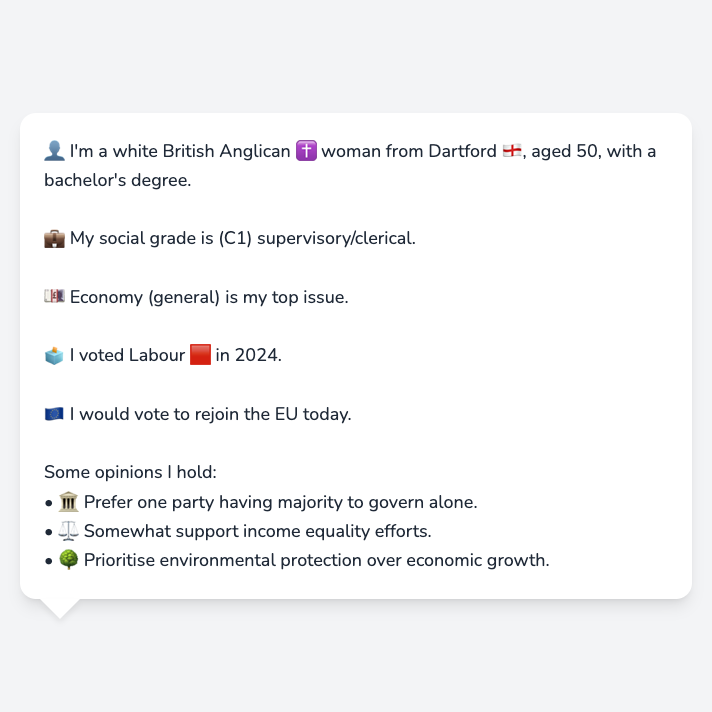 👤 I'm a white British Anglican ✝️ woman from Dartford 🏴󠁧󠁢󠁥󠁮󠁧󠁿, aged 50, with a
bachelor's degree.
💼 My social grade is (C1) supervisory/clerical.
💷 Economy (general) is my top issue.
🗳️ I voted Labour 🟥 in 2024.
🇪🇺 I would vote to rejoin the EU today.
Some opinions I hold:
• 🏛️ Prefer one party having majority to govern alone.
• ⚖️ Somewhat support income equality efforts.
• 🌳 Prioritise environmental protection over economic growth.